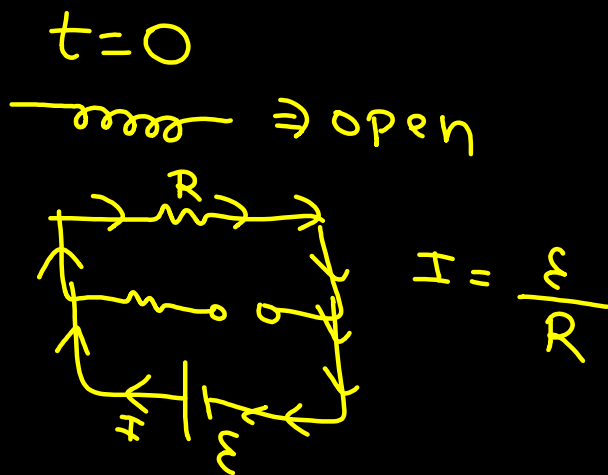 t=0
⇒ open
R
I = ε/R
I
ε